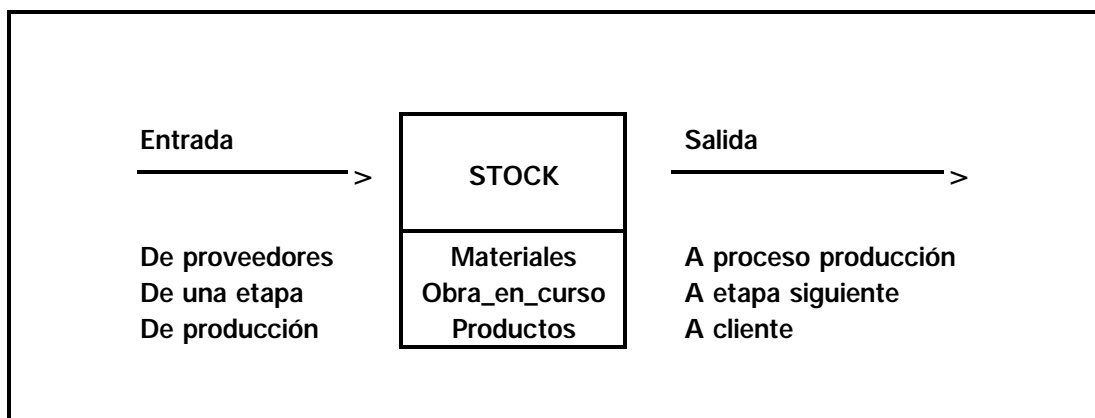 Entrada
>
STOCK
Salida
>
De proveedores
Materiales
A proceso producción
De una etapa
Obra_en_curso
A etapa siguiente
De producción
Productos
A cliente